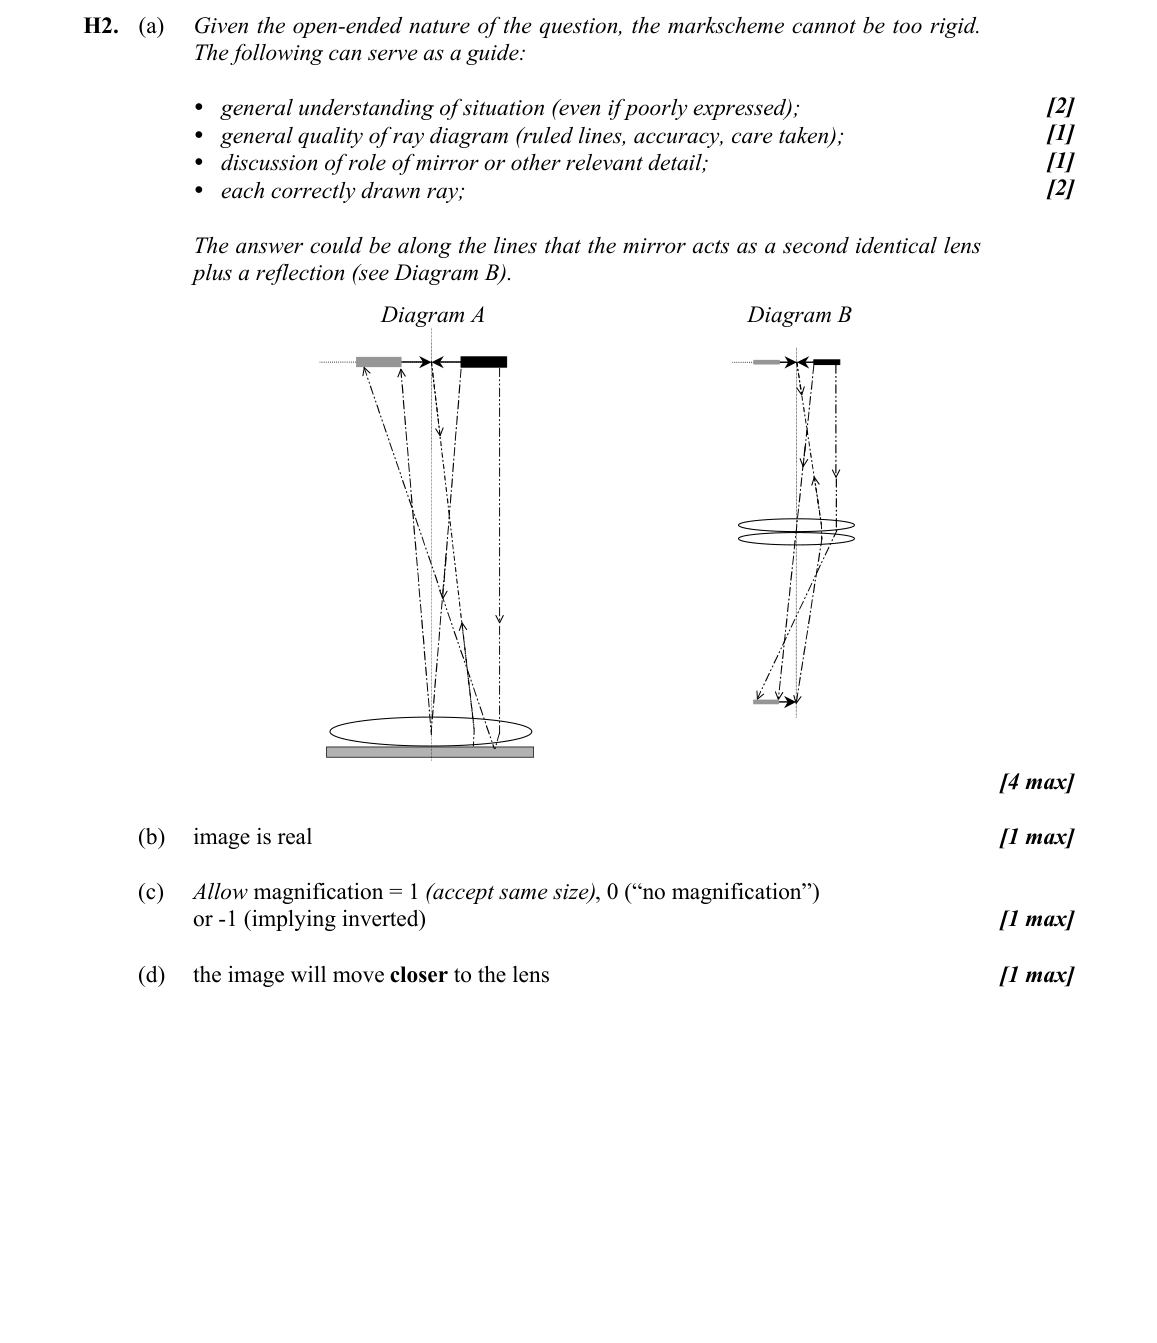 H2. (a) Given the open-ended nature of the question, the markscheme cannot be too rigid.
The following can serve as a guide:
• general understanding of situation (even if poorly expressed); [2]
• general quality of ray diagram (ruled lines, accuracy, care taken); [1]
• discussion of role of mirror or other relevant detail; [1]
• each correctly drawn ray; [2]
The answer could be along the lines that the mirror acts as a second identical lens
plus a reflection (see Diagram B).
Diagram A Diagram B
[4 max]
(b) image is real [1 max]
(c) Allow magnification = 1 (accept same size), 0 (“no magnification”)
or -1 (implying inverted) [1 max]
(d) the image will move closer to the lens [1 max]